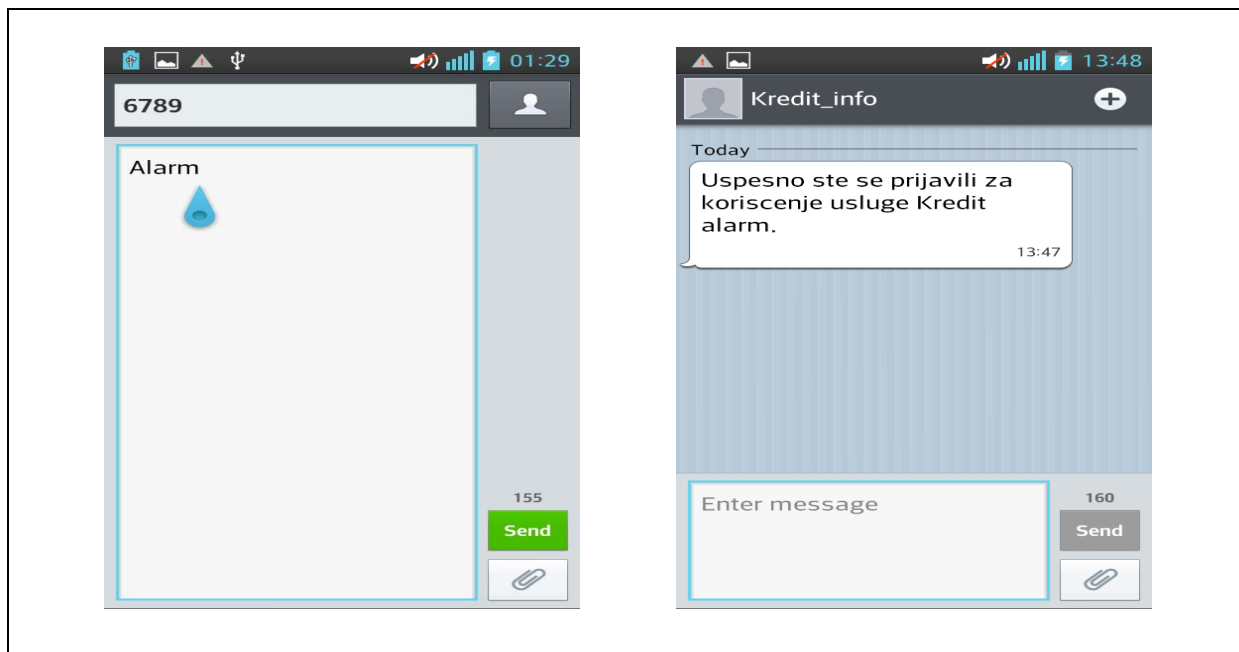 01:29
6789
Alarm
155
Send
13:48
Kredit_info
Today
Uspesno ste se prijavili za
koriscenje usluge Kredit
alarm.
13:47
Enter message
160
Send